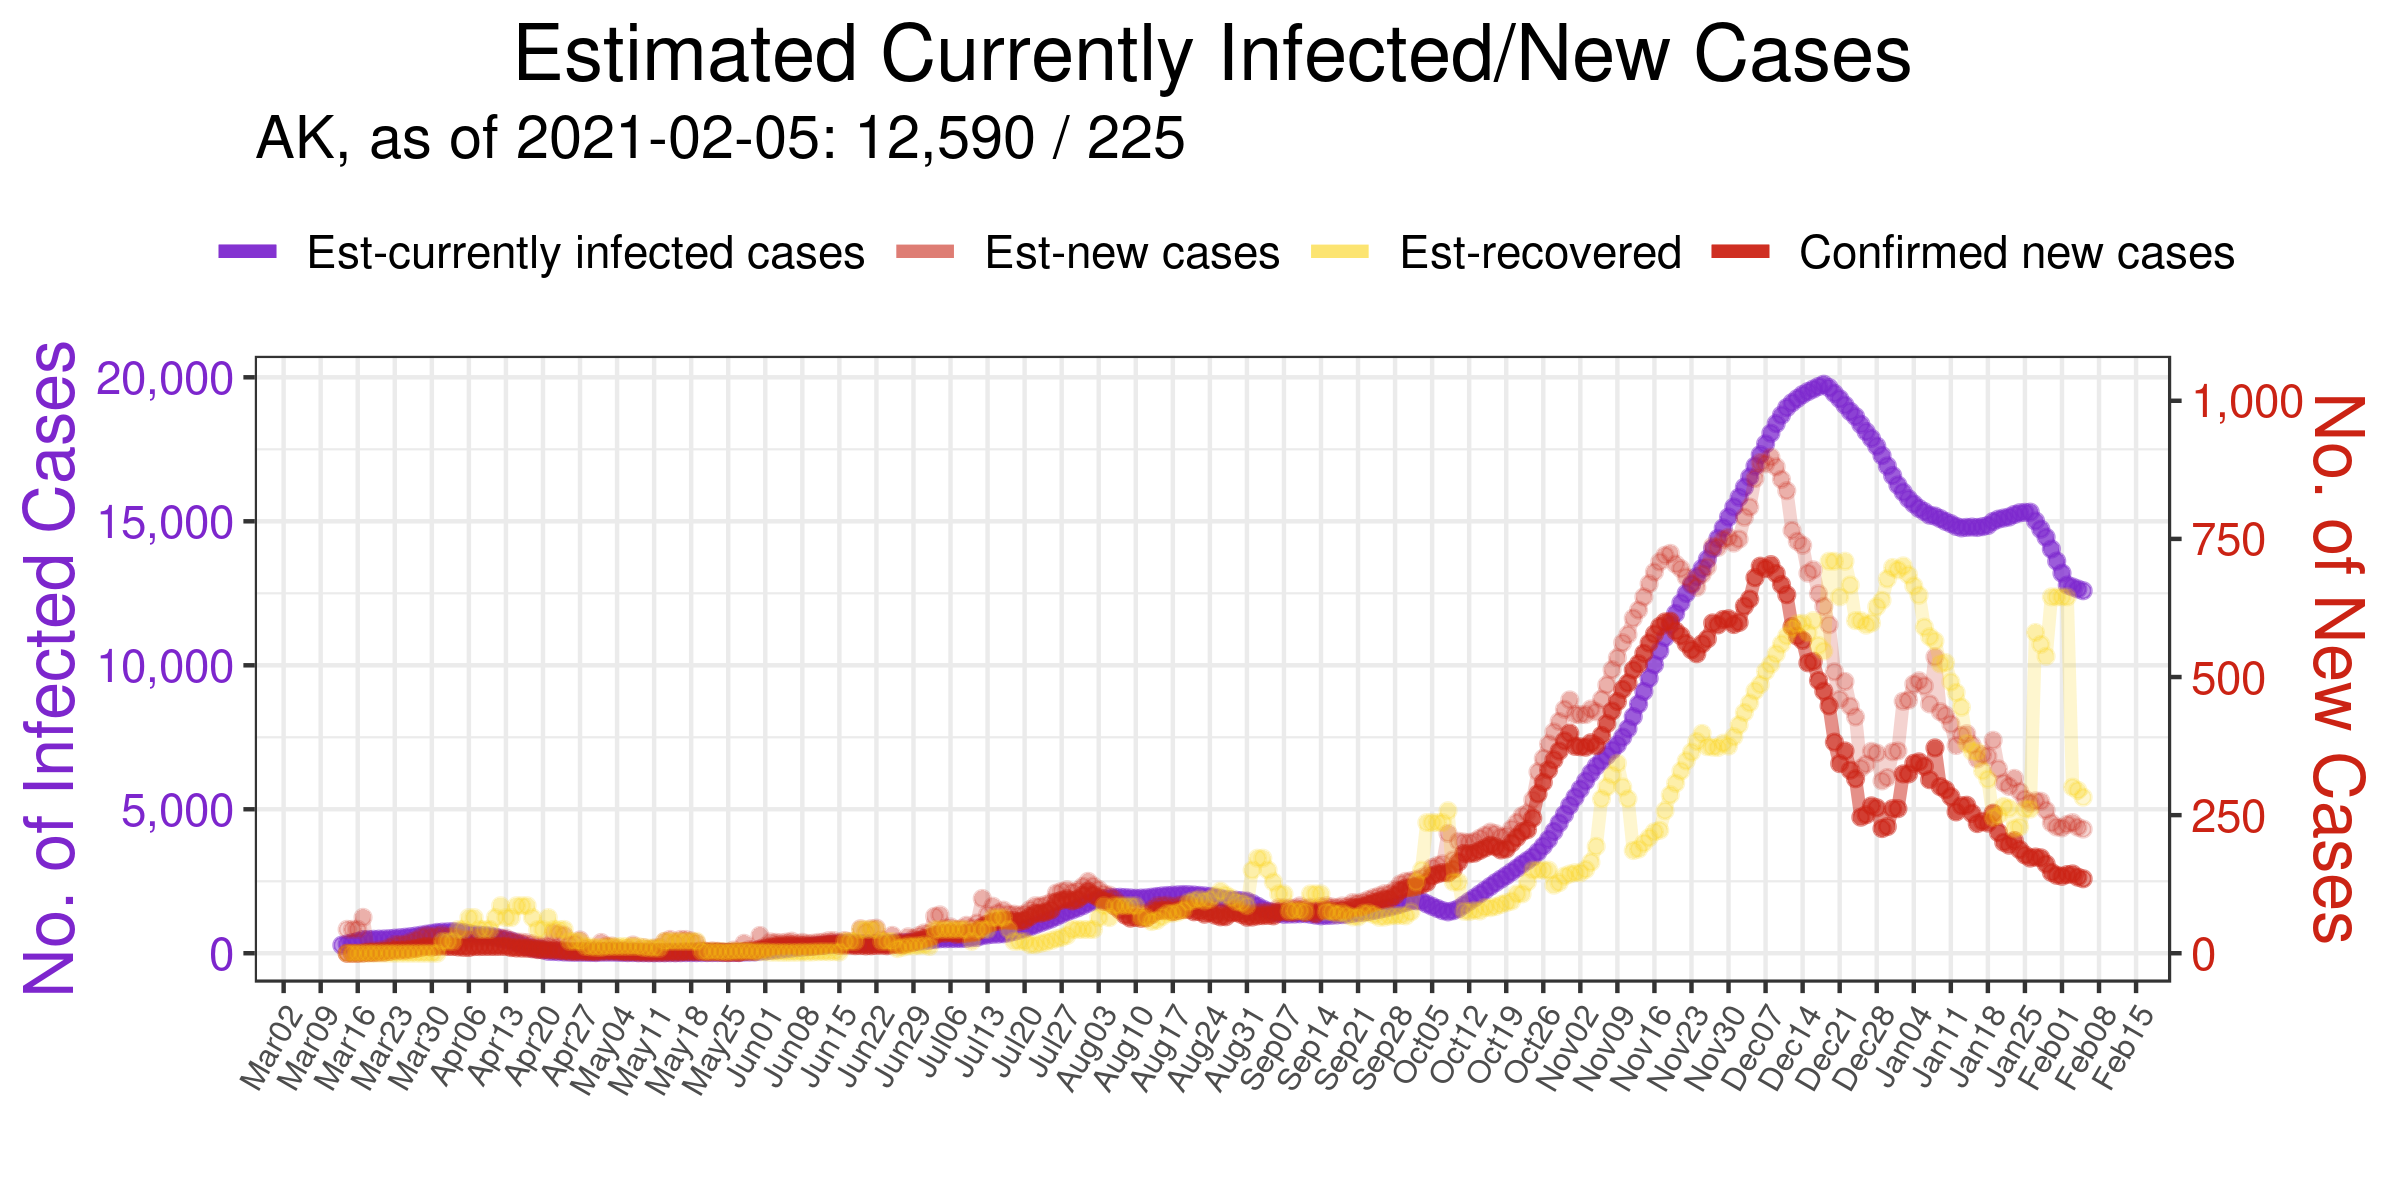 Estimated Currently Infected/New Cases
AK, as of 2021-02-05: 12,590 / 225
Est-currently infected cases Est-new cases Est-recovered Confirmed new cases
No. of Infected Cases
20,000
15,000
10,000
5,000
0
1,000
750
500
250
0
No. of New Cases
Mar02 Mar09 Mar16 Mar23 Mar30 Apr06 Apr13 Apr20 Apr27 May04 May11 May18 May25 Jun01 Jun08 Jun15 Jun22 Jun29 Jul06 Jul13 Jul20 Jul27 Aug03 Aug10 Aug17 Aug24 Aug31 Sep07 Sep14 Sep21 Sep28 Oct05 Oct12 Oct19 Oct26 Nov02 Nov09 Nov16 Nov23 Nov30 Dec07 Dec14 Dec21 Dec28 Jan04 Jan11 Jan18 Jan25 Feb01 Feb08 Feb15